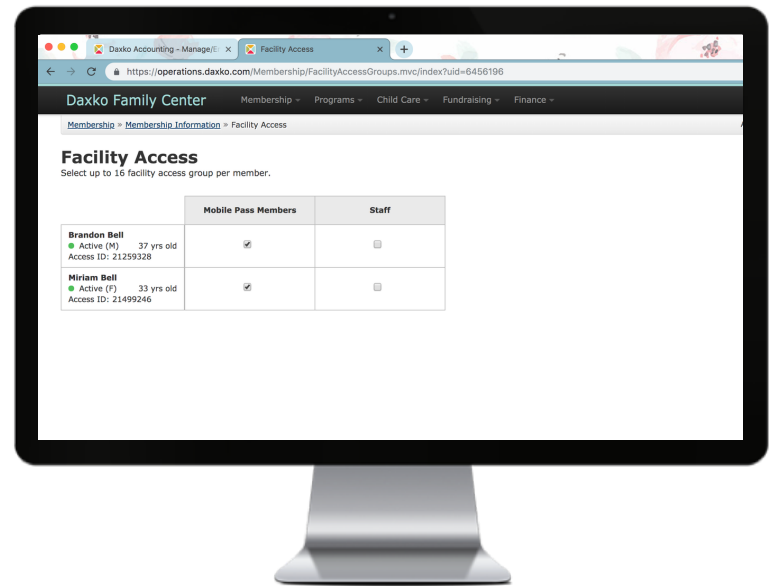 Daxko Accounting - Manage/E
Facility Access
https://operations.daxko.com/Membership/FacilityAccessGroups.mvc/index?uid=6456196
Daxko Family Center Membership Programs Child Care Fundraising Finance
Membership » Membership Information » Facility Access
Facility Access
Select up to 16 facility access group per member.
Mobile Pass Members Staff
Brandon Bell
Active (M) 37 yrs old
Access ID: 21259328
Miriam Bell
Active (F) 33 yrs old
Access ID: 21499246